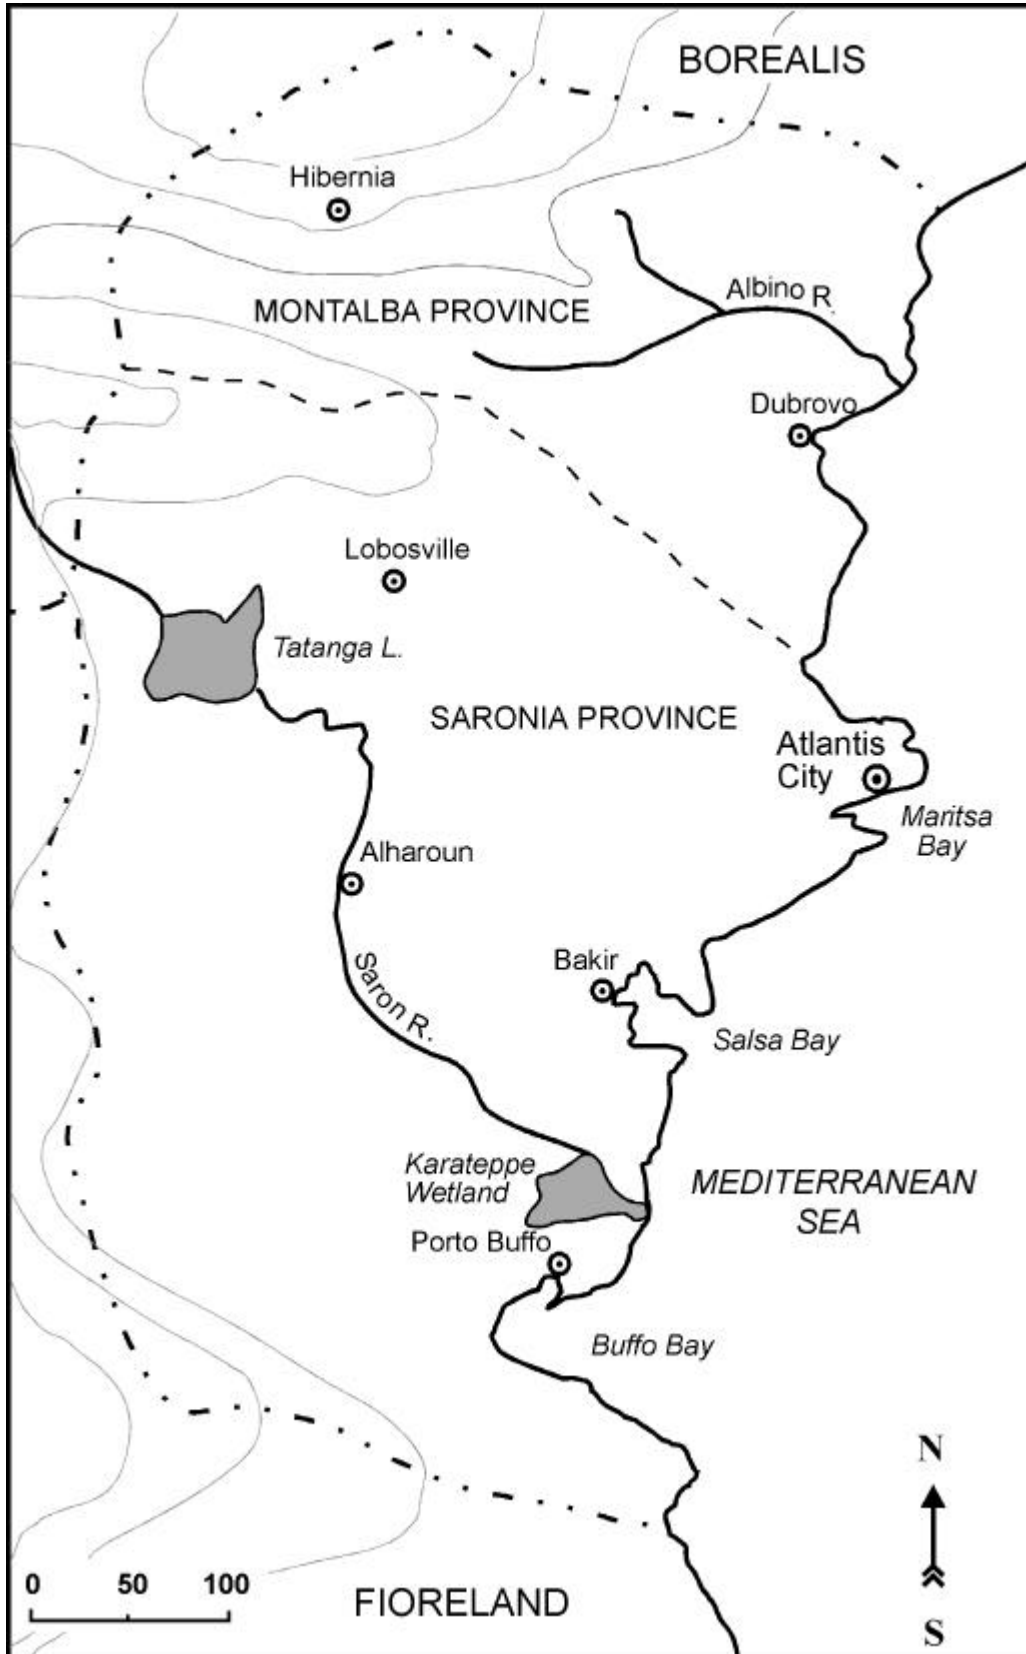 BOREALIS
Hibernia
Albino R.
MONTALBA PROVINCE
Dubrovo
Lobosville
Tatanga L.
SARONIA PROVINCE
Atlantis
City
Maritsa
Bay
Alharoun
Bakir
Saron R.
Salsa Bay
Karateppe
Wetland
MEDITERRANEAN
SEA
Porto Buffo
Buffo Bay
N
0 50 100
FIORELAND
S